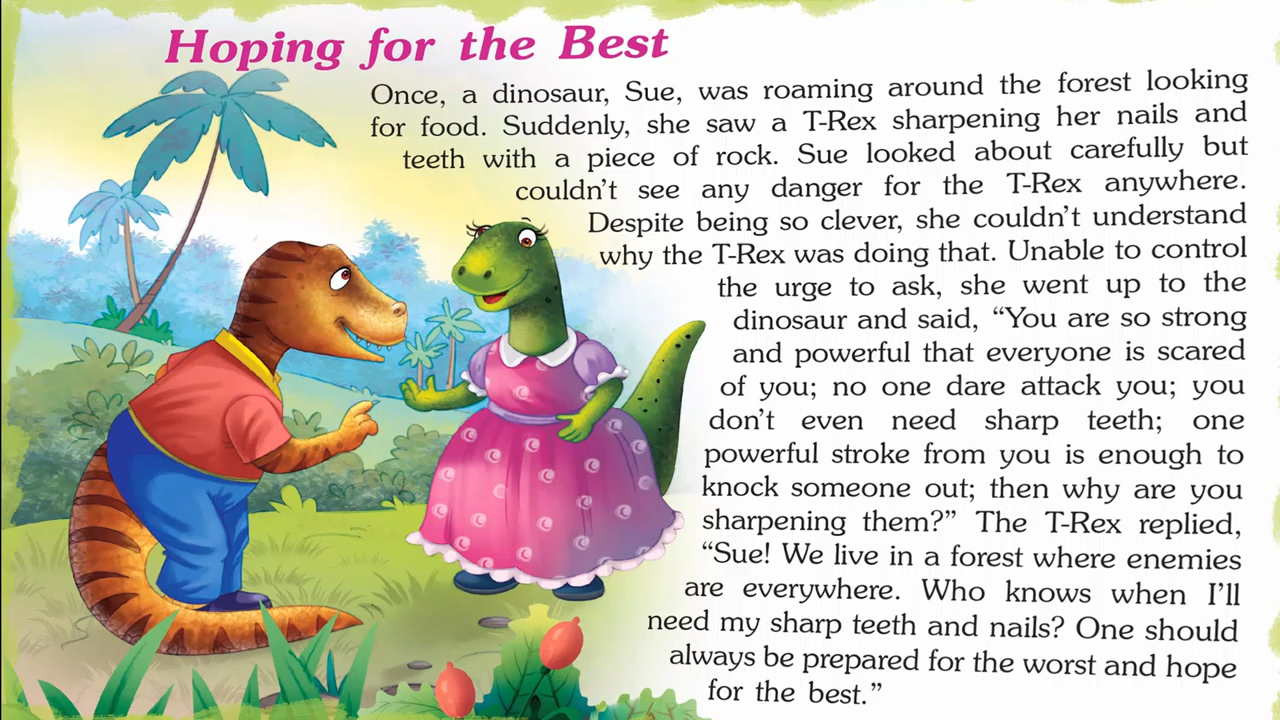 Hoping for the Best
Once, a dinosaur, Sue, was roaming around the forest looking
for food. Suddenly, she saw a T-Rex sharpening her nails and
teeth with a piece of rock. Sue looked about carefully but
couldn’t see any danger for the T-Rex anywhere.
Despite being so clever, she couldn’t understand
why the T-Rex was doing that. Unable to control
the urge to ask, she went up to the
dinosaur and said, “You are so strong
and powerful that everyone is scared
of you; no one dare attack you; you
don’t even need sharp teeth; one
powerful stroke from you is enough to
knock someone out; then why are you
sharpening them?” The T-Rex replied,
“Sue! We live in a forest where enemies
are everywhere. Who knows when I’ll
need my sharp teeth and nails? One should
always be prepared for the worst and hope
for the best.”